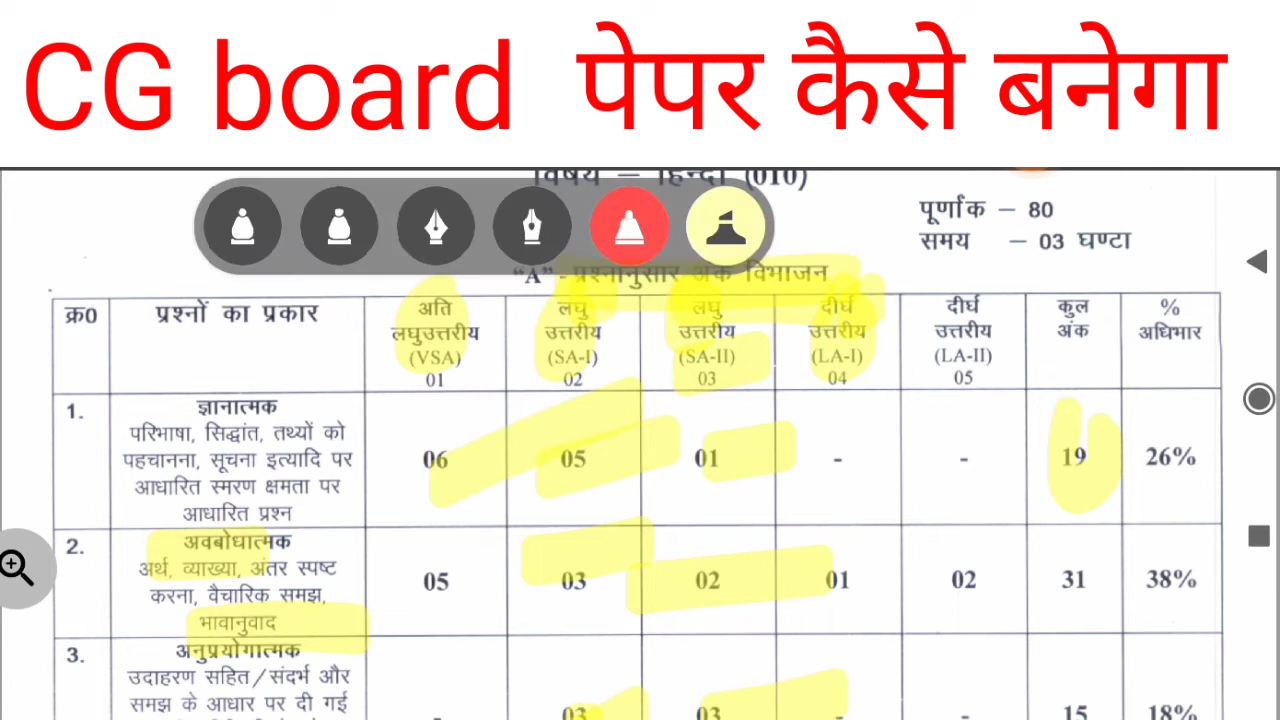 CG board पेपर कैसे बनेगा
विषय – हिन्दी (010)
पूर्णांक – 80
समय – 03 घण्टा
“A” - प्रश्नानुसार अंक विभाजन
क्र0 प्रश्नों का प्रकार अति लघुउत्तरीय (VSA) 01 लघु उत्तरीय (SA-I) 02 लघु उत्तरीय (SA-II) 03 दीर्घ उत्तरीय (LA-I) 04 दीर्घ उत्तरीय (LA-II) 05 कुल अंक % अधिभार
1. ज्ञानात्मक
परिभाषा, सिद्धांत, तथ्यों को
पहचानना, सूचना इत्यादि पर
आधारित स्मरण क्षमता पर
आधारित प्रश्न
06 05 01 - - 19 26%
2. अवबोधात्मक
अर्थ, व्याख्या, अंतर स्पष्ट
करना, वैचारिक समझ,
भावानुवाद
05 03 02 01 02 31 38%
3. अनुप्रयोगात्मक
उदाहरण सहित/संदर्भ और
समझ के आधार पर दी गई
- 03 03 - - 15 18%